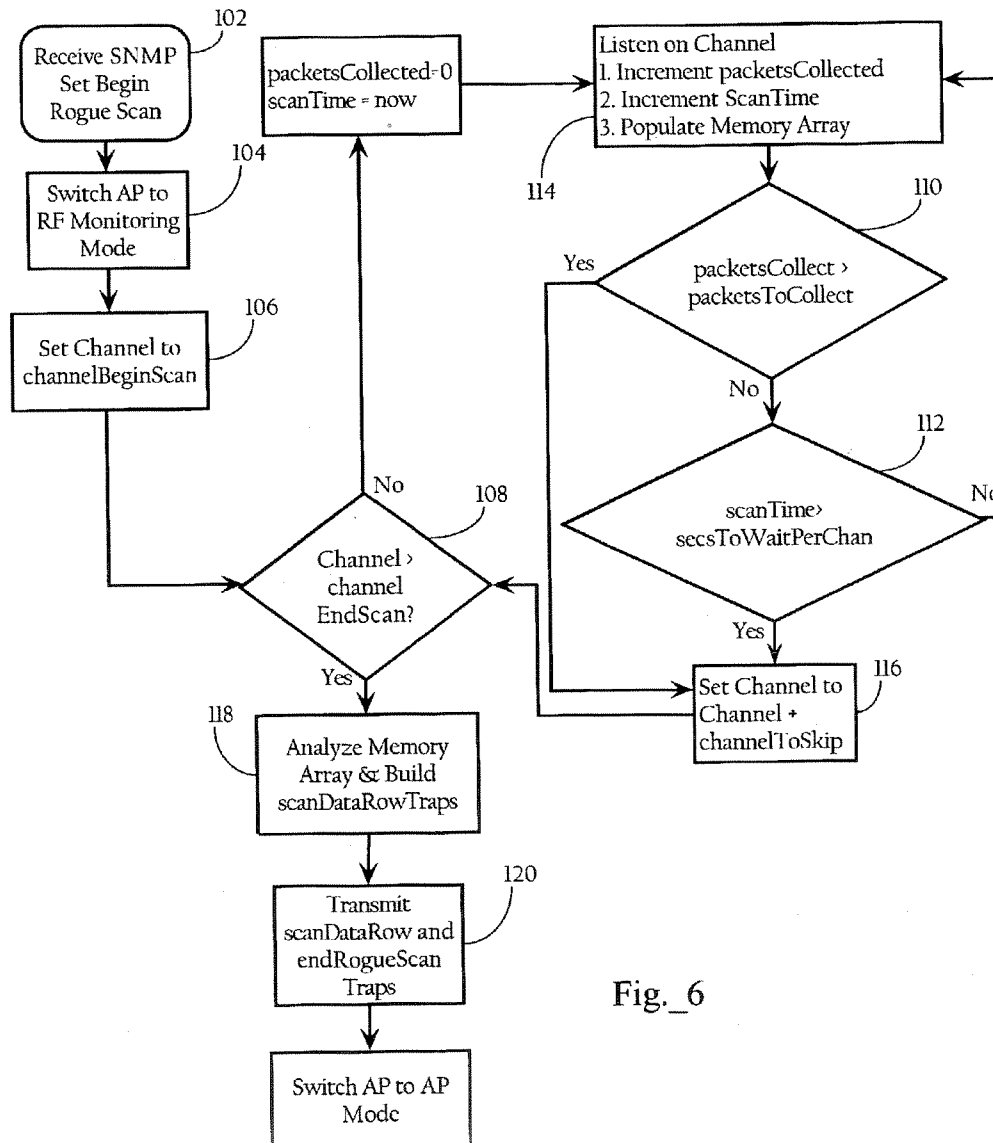 102
Receive SNMP
Set Begin
Rogue Scan
104
Switch AP to
RF Monitoring
Mode
106
Set Channel to
channelBeginScan
packetsCollected=0
scanTime = now
Listen on Channel
1. Increment packetsCollected
2. Increment ScanTime
3. Populate Memory Array
114
110
Yes
packetsCollect >
packetsToCollect
No
112
No
scanTime>
secsToWaitPerChan
Yes
116
Set Channel to
Channel +
channelToSkip
No
108
Channel >
channel
EndScan?
Yes
118
Analyze Memory
Array & Build
scanDataRowTraps
120
Transmit
scanDataRow and
endRogueScan
Traps
Switch AP to AP
Mode
Fig._6